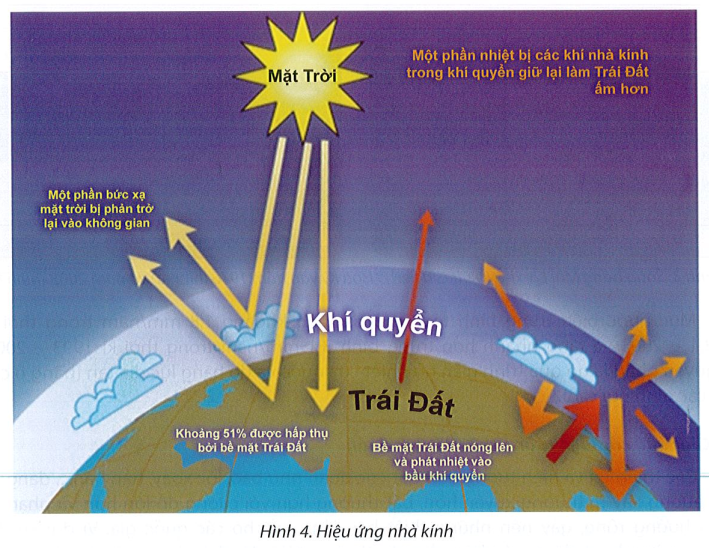 Mặt Trời
Một phần nhiệt bị các khí nhà kính
trong khí quyển giữ lại làm Trái Đất
ấm hơn
Một phần bức xạ
mặt trời bị phản trở
lại vào không gian
Khí quyển
Trái Đất
Khoảng 51% được hấp thụ
bởi bề mặt Trái Đất
Bề mặt Trái Đất nóng lên
và phát nhiệt vào
bầu khí quyển
Hình 4. Hiệu ứng nhà kính